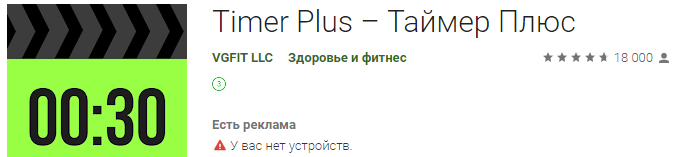 00:30
Timer Plus – Таймер Плюс
VGFIT LLC Здоровье и фитнес 18 000
3
Есть реклама
У вас нет устройств.